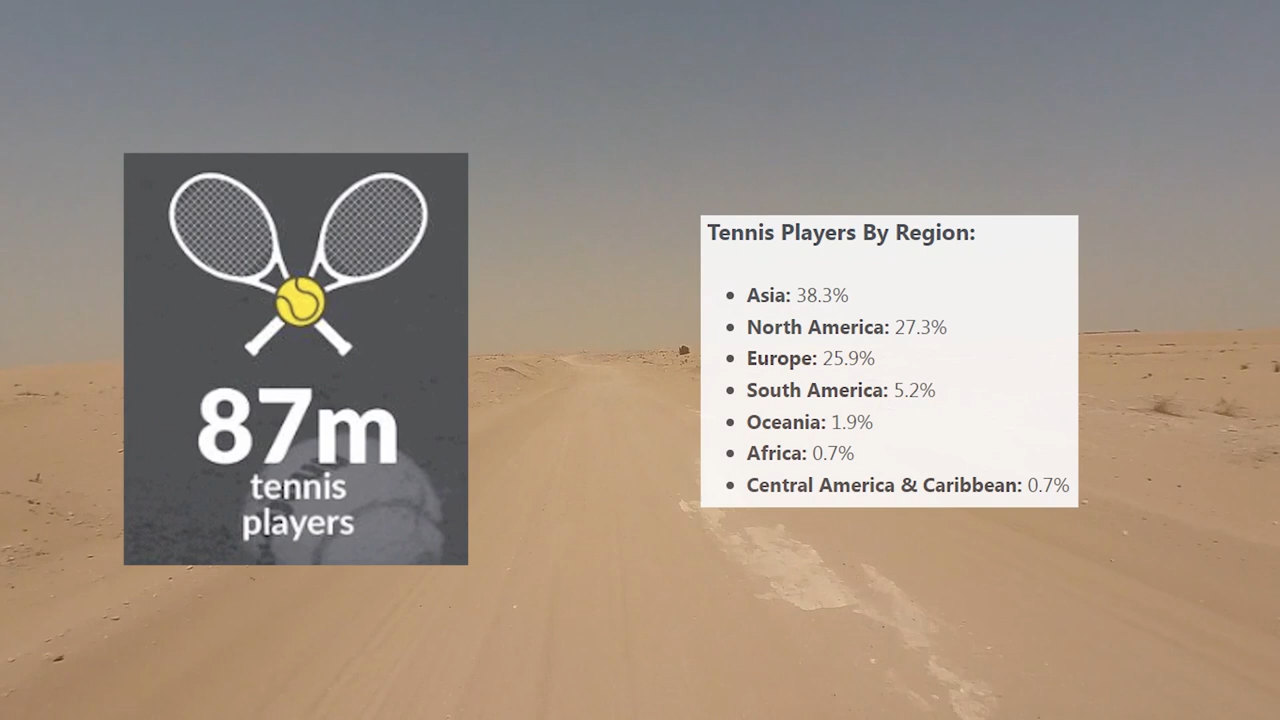 87m
tennis
players
Tennis Players By Region:
Asia: 38.3%
North America: 27.3%
Europe: 25.9%
South America: 5.2%
Oceania: 1.9%
Africa: 0.7%
Central America & Caribbean: 0.7%